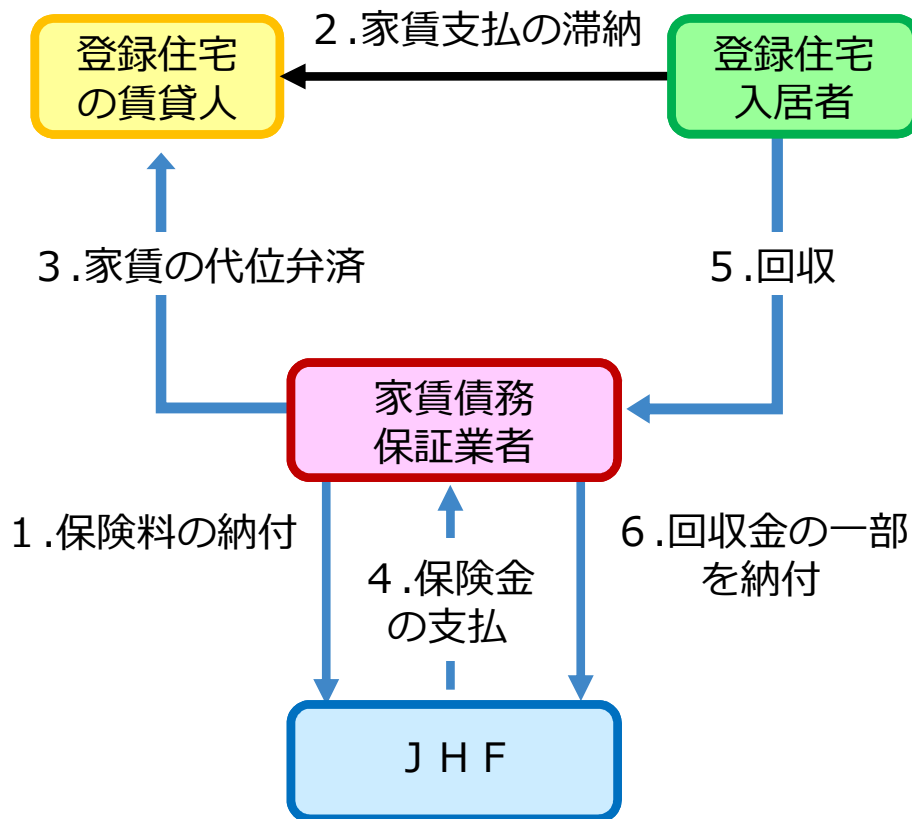 2.家賃支払の滞納
登録住宅
の賃貸人
登録住宅
入居者
3.家賃の代位弁済
5.回収
家賃債務
保証業者
1.保険料の納付
4.保険金
の支払
6.回収金の一部
を納付
JHF